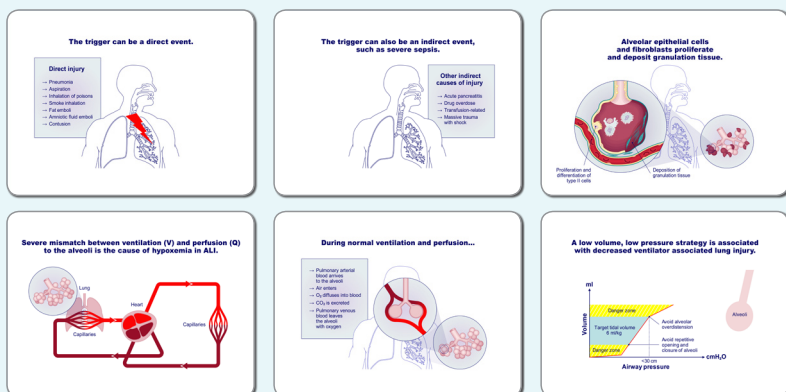 The trigger can be a direct event.
Direct injury
→ Pneumonia
→ Aspiration
→ Inhalation of poisons
→ Smoke inhalation
→ Fat emboli
→ Amniotic fluid emboli
→ Contusion
The trigger can also be an indirect event,
such as severe sepsis.
Other indirect
causes of injury
→ Acute pancreatitis
→ Drug overdose
→ Transfusion-related
→ Massive trauma
with shock
Alveolar epithelial cells
and fibroblasts proliferate
and deposit granulation tissue.
Proliferation and
differentiation of
type II cells
Deposition of
granulation tissue
Severe mismatch between ventilation (V) and perfusion (Q)
to the alveoli is the cause of hypoxemia in ALI.
Lung
Heart
Capillaries
Capillaries
During normal ventilation and perfusion...
→ Pulmonary arterial
blood arrives
to the alveoli
→ Air enters
→ O₂ diffuses into blood
→ CO₂ is excreted
→ Pulmonary venous
blood leaves
the alveoli
with oxygen
A low volume, low pressure strategy is associated
with decreased ventilator associated lung injury.
ml
Volume
Danger zone
Target tidal volume
6 ml/kg
Danger zone
Avoid alveolar
overdistension
Avoid repetitive
opening and
closure of alveoli
<30 cm
cmH₂O
Airway pressure
Alveoli